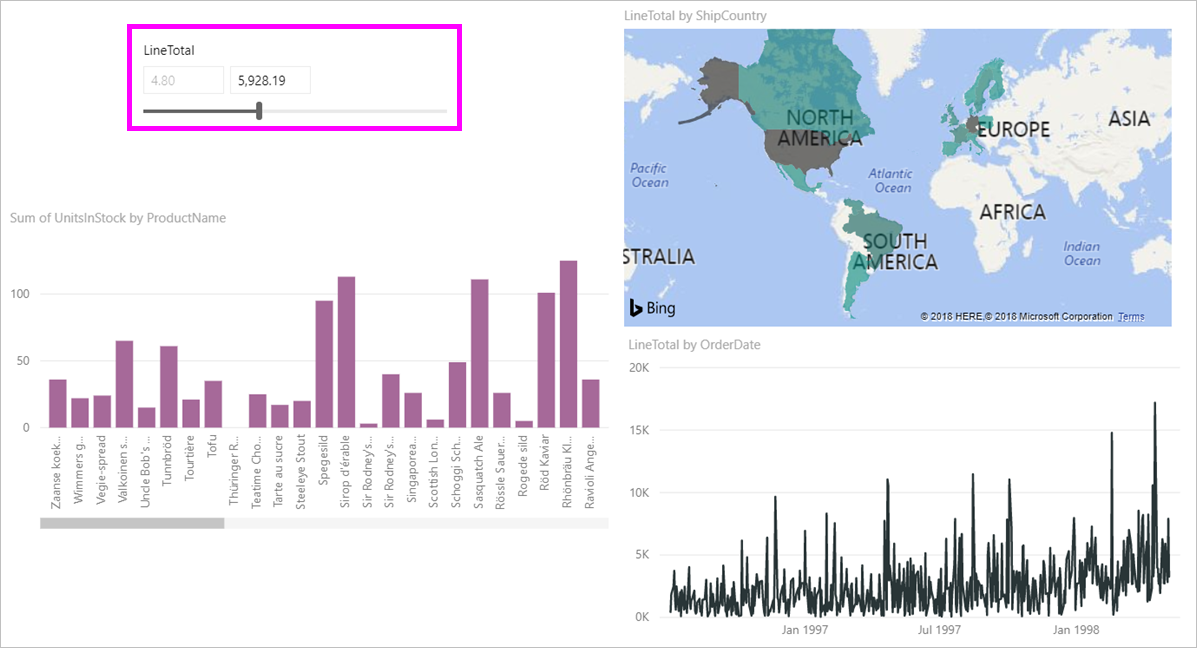 LineTotal
4.80
5,928.19
Sum of UnitsInStock by ProductName
100
50
0
Zaanse koek...
Wimmers g...
Vegie-spread
Valkoinen s...
Uncle Bob's ...
Tunnbröd
Tourtière
Tofu
Thüringer R...
Teatime Cho...
Tarte au sucre
Steeleye Stout
Spegesild
Sirop d'érable
Sir Rodney's...
Sir Rodney's...
Singaporea...
Scottish Lon...
Schoggi Sch...
Sasquatch Ale
Rössle Sauer...
Rogede sild
Röd Kaviar
Rhönbräu Kl...
Ravioli Ange...
LineTotal by ShipCountry
NORTH
AMERICA
EUROPE
ASIA
Pacific
Ocean
Atlantic
Ocean
AFRICA
SOUTH
AMERICA
Indian
Ocean
STRALIA
Bing
© 2018 HERE,© 2018 Microsoft Corporation Terms
LineTotal by OrderDate
20K
15K
10K
5K
0K
Jan 1997
Jul 1997
Jan 1998